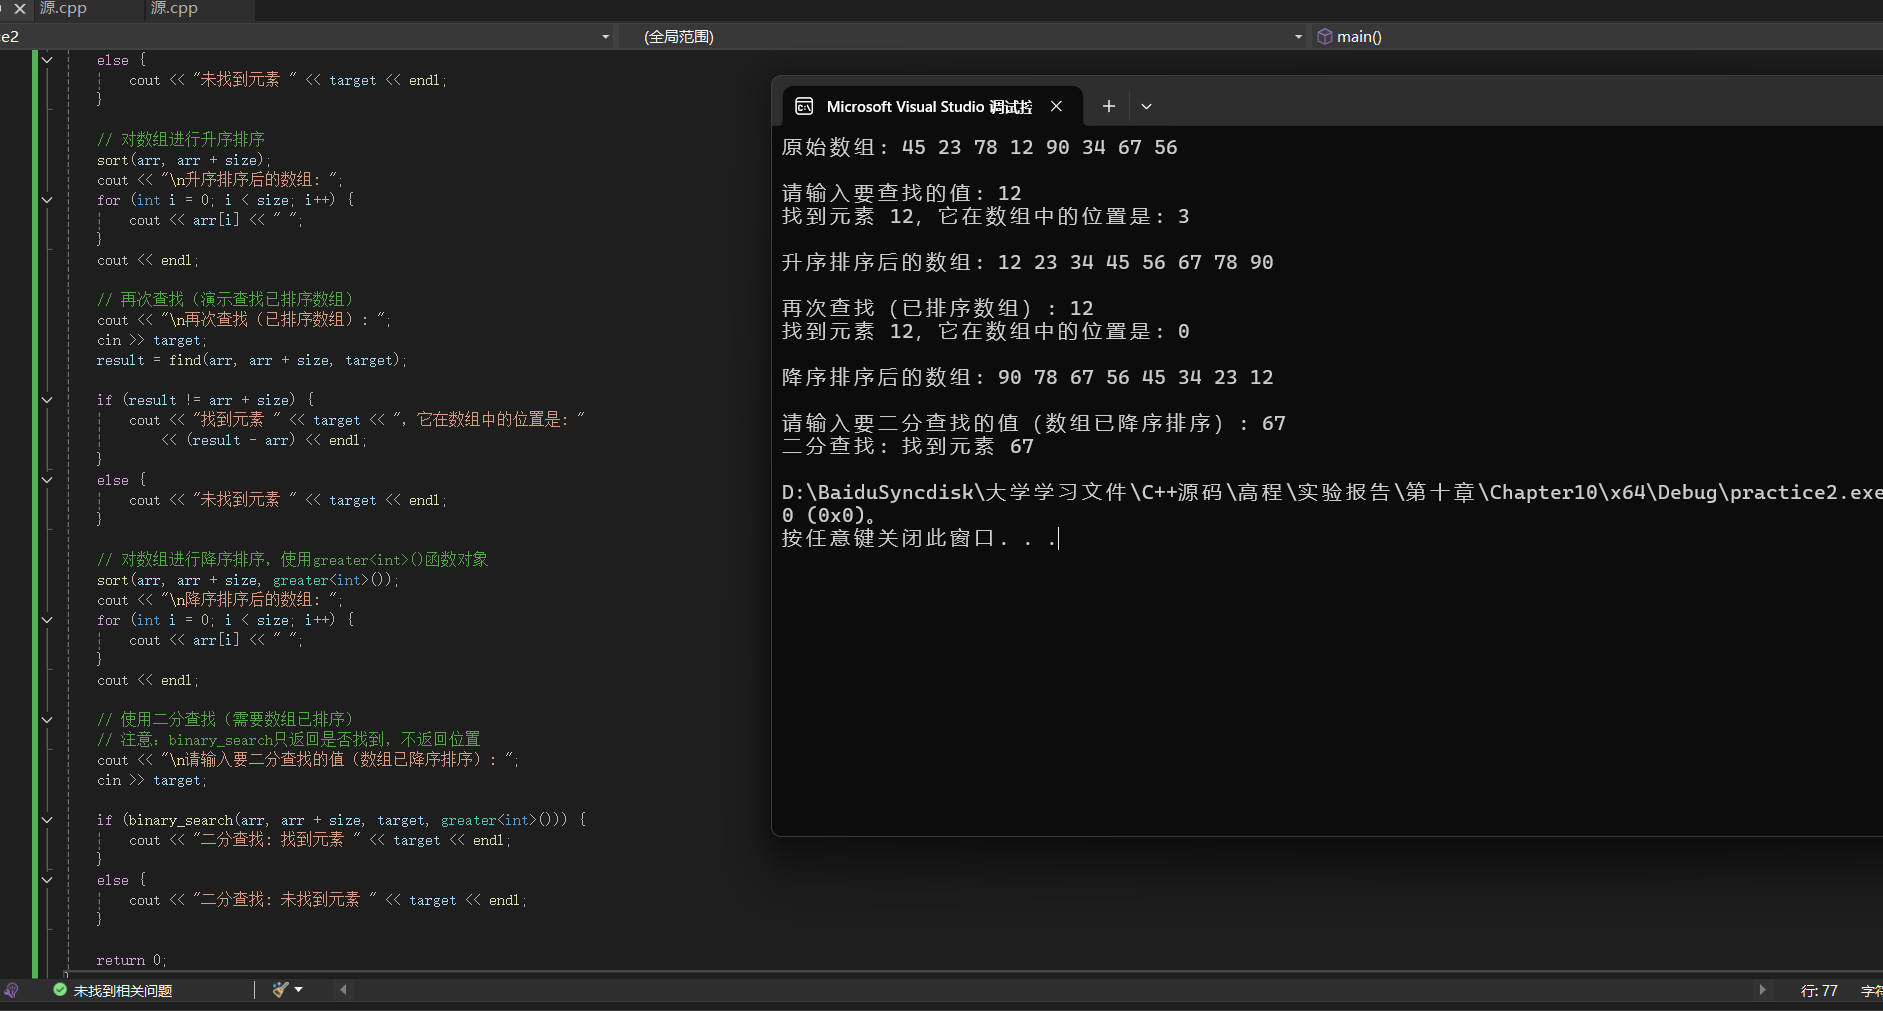 源.cpp 源.cpp
e2 (全局范围) main()
else {
cout << "未找到元素 " << target << endl;
}
// 对数组进行升序排序
sort(arr, arr + size);
cout << "\n升序排序后的数组: ";
for (int i = 0; i < size; i++) {
cout << arr[i] << " ";
}
cout << endl;
// 再次查找（演示查找已排序数组）
cout << "\n再次查找（已排序数组）: ";
cin >> target;
result = find(arr, arr + size, target);
if (result != arr + size) {
cout << "找到元素 " << target << ", 它在数组中的位置是: "
<< (result - arr) << endl;
}
else {
cout << "未找到元素 " << target << endl;
}
// 对数组进行降序排序，使用greater<int>()函数对象
sort(arr, arr + size, greater<int>());
cout << "\n降序排序后的数组: ";
for (int i = 0; i < size; i++) {
cout << arr[i] << " ";
}
cout << endl;
// 使用二分查找（需要数组已排序）
// 注意: binary_search只返回是否找到，不返回位置
cout << "\n请输入要二分查找的值（数组已降序排序）: ";
cin >> target;
if (binary_search(arr, arr + size, target, greater<int>())) {
cout << "二分查找: 找到元素 " << target << endl;
}
else {
cout << "二分查找: 未找到元素 " << target << endl;
}
return 0;
}
Microsoft Visual Studio 调试控
原始数组: 45 23 78 12 90 34 67 56
请输入要查找的值: 12
找到元素 12, 它在数组中的位置是: 3
升序排序后的数组: 12 23 34 45 56 67 78 90
再次查找（已排序数组）: 12
找到元素 12, 它在数组中的位置是: 0
降序排序后的数组: 90 78 67 56 45 34 23 12
请输入要二分查找的值（数组已降序排序）: 67
二分查找: 找到元素 67
D:\BaiduSyncdisk\大学学习文件\C++源码\高程\实验报告\第十章\Chapter10\x64\Debug\practice2.exe
0 (0x0)。
按任意键关闭此窗口. . .
未找到相关问题 行: 77 字符